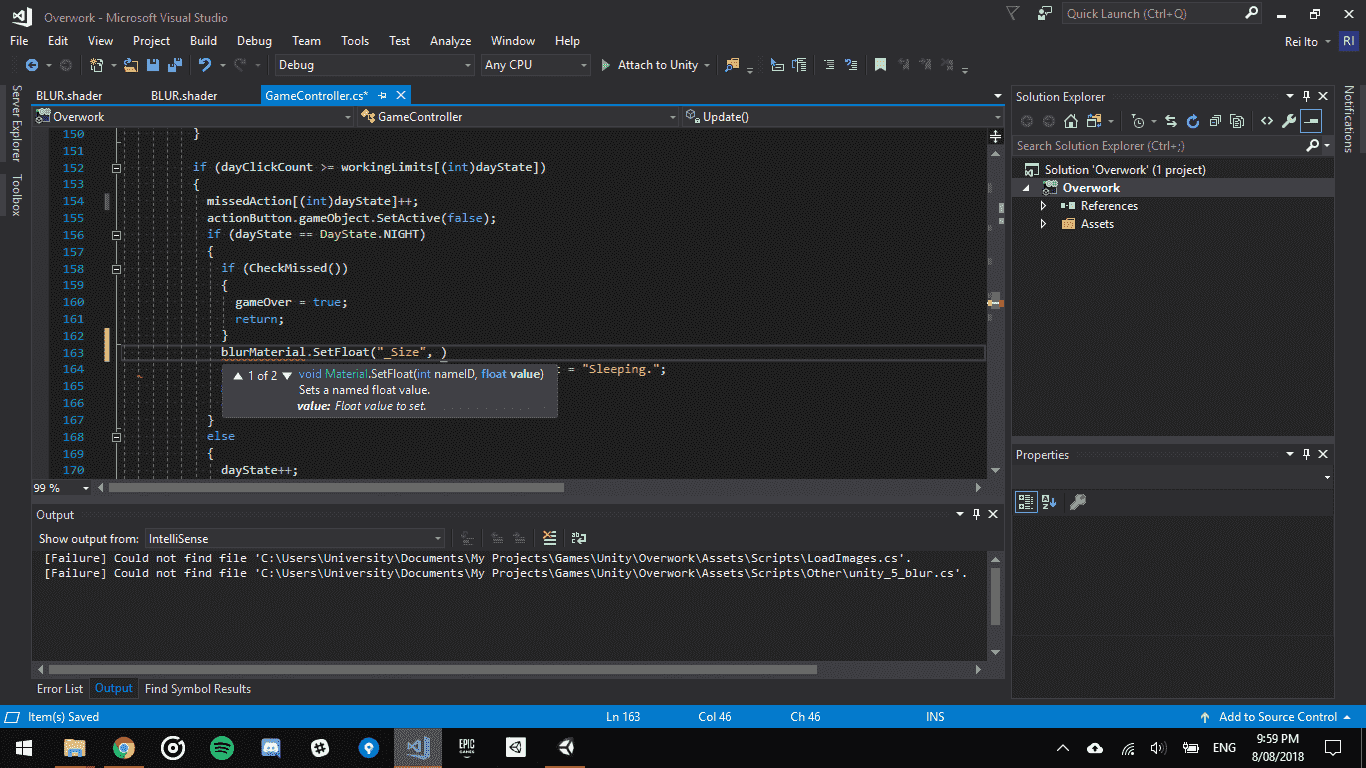 Overwork - Microsoft Visual Studio
Quick Launch (Ctrl+Q)
File Edit View Project Build Debug Team Tools Test Analyze Window Help
Rei Ito RI
Debug Any CPU Attach to Unity
Server Explorer
Toolbox
BLUR.shader BLUR.shader GameController.cs*
Overwork GameController Update()
150 }
151
152 if (dayClickCount >= workingLimits[(int)dayState])
153 {
154 missedAction[(int)dayState]++;
155 actionButton.gameObject.SetActive(false);
156 if (dayState == DayState.NIGHT)
157 {
158 if (CheckMissed())
159 {
160 gameOver = true;
161 return;
162 }
163 blurMaterial.SetFloat("_Size", )
164 = "Sleeping.";
1 of 2 void Material.SetFloat(int nameID, float value)
165
Sets a named float value.
166
value: Float value to set.
167 }
168 else
169 {
170 dayState++;
99 %
Output
Show output from: IntelliSense
[Failure] Could not find file 'C:\Users\University\Documents\My Projects\Games\Unity\Overwork\Assets\Scripts\LoadImages.cs'.
[Failure] Could not find file 'C:\Users\University\Documents\My Projects\Games\Unity\Overwork\Assets\Scripts\Other\unity_5_blur.cs'.
Error List Output Find Symbol Results
Solution Explorer
Search Solution Explorer (Ctrl+;)
Solution 'Overwork' (1 project)
Overwork
References
Assets
Properties
Notifications
Item(s) Saved Ln 163 Col 46 Ch 46 INS Add to Source Control
EPIC GAMES
ENG
9:59 PM
8/08/2018